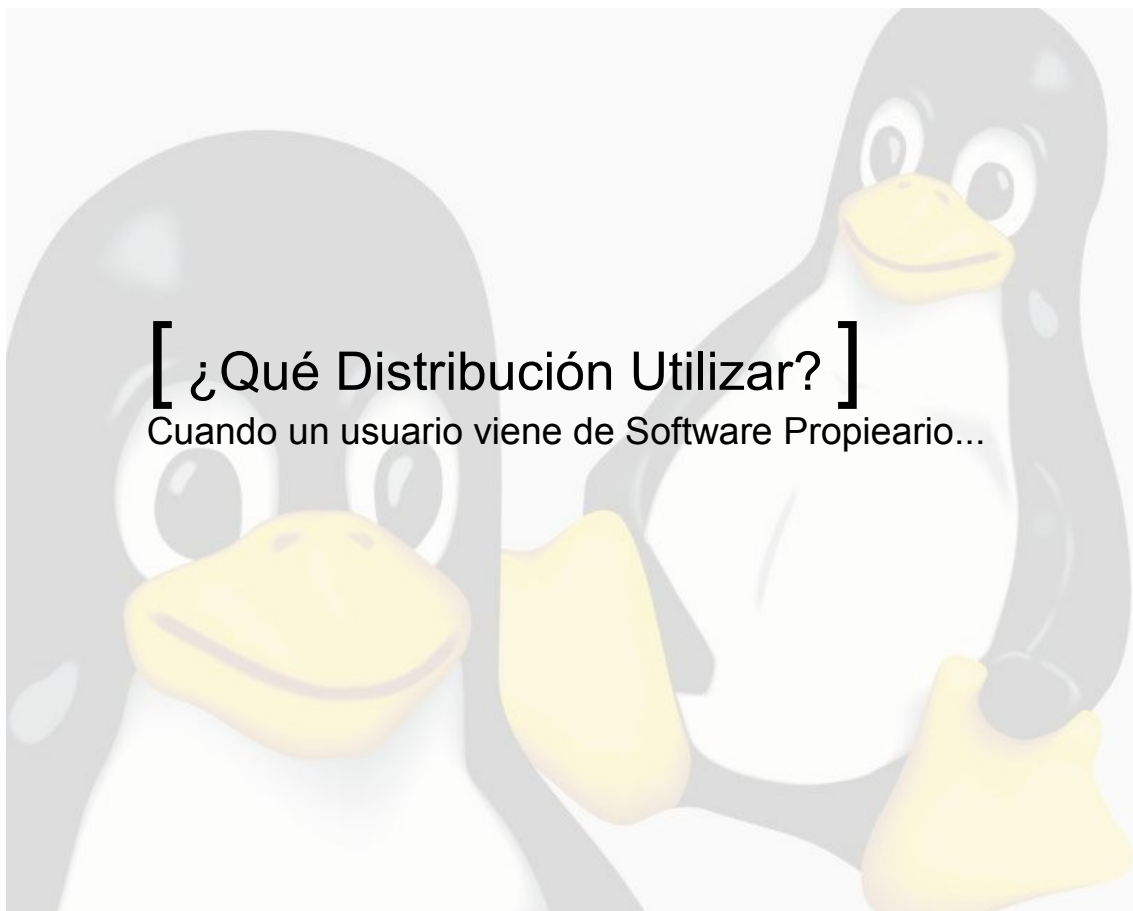 [ ¿Qué Distribución Utilizar? ]
Cuando un usuario viene de Software Propieario...